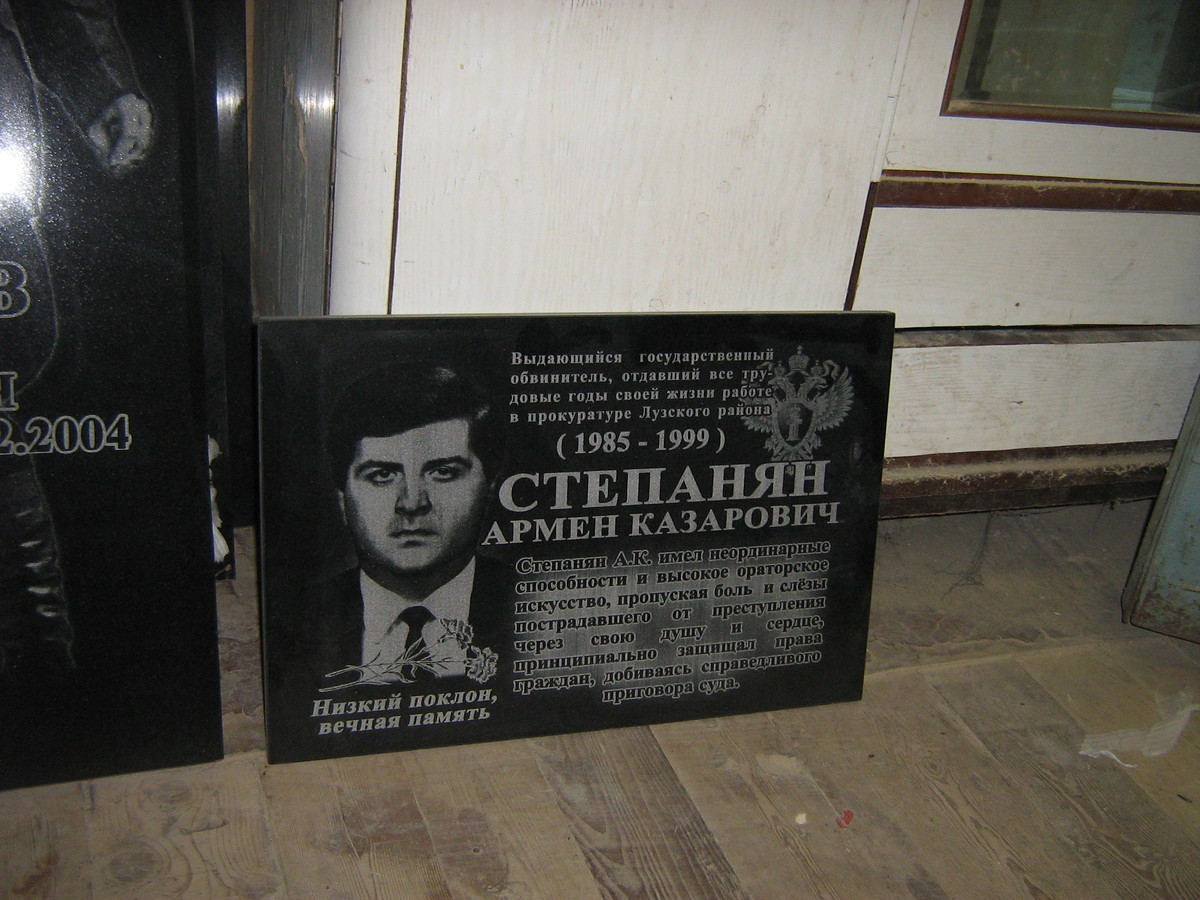 В
2.2004
Выдающийся государственный
обвинитель, отдавший все тру-
довые годы своей жизни работе
в прокуратуре Лузского района
( 1985 - 1999 )
СТЕПАНЯН
АРМЕН КАЗАРОВИЧ
Степанян А.К. имел неординарные
способности и высокое ораторское
искусство, пропуская боль и слёзы
пострадавшего от преступления
через свою душу и сердце,
принципиально защищал права
граждан, добиваясь справедливого
приговора суда.
Низкий поклон,
вечная память